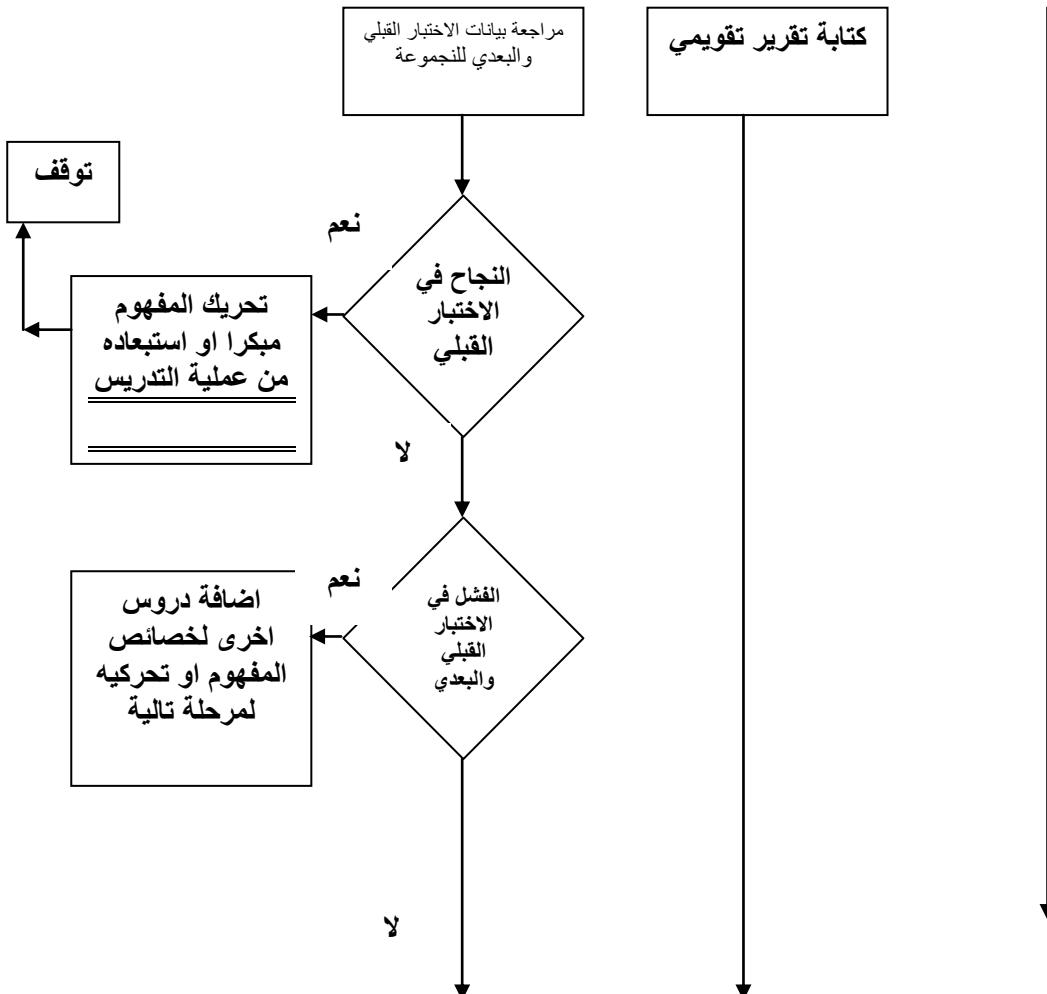 كتابة تقرير تقويمي
مراجعة بيانات الاختبار القبلي
والبعدي للنجموعة
توقف
نعم
النجاح في
الاختبار
القبلي
تحريك المفهوم
مبكرا او استبعاده
من عملية التدريس
لا
نعم
الفشل في
الاختبار
القبلي
والبعدي
اضافة دروس
اخرى لخصائص
المفهوم او تحركيه
لمرحلة تالية
لا